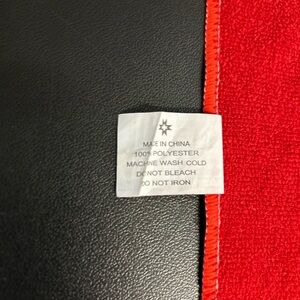 MADE IN CHINA
100% POLYESTER
MACHINE WASH COLD
DO NOT BLEACH
DO NOT IRON